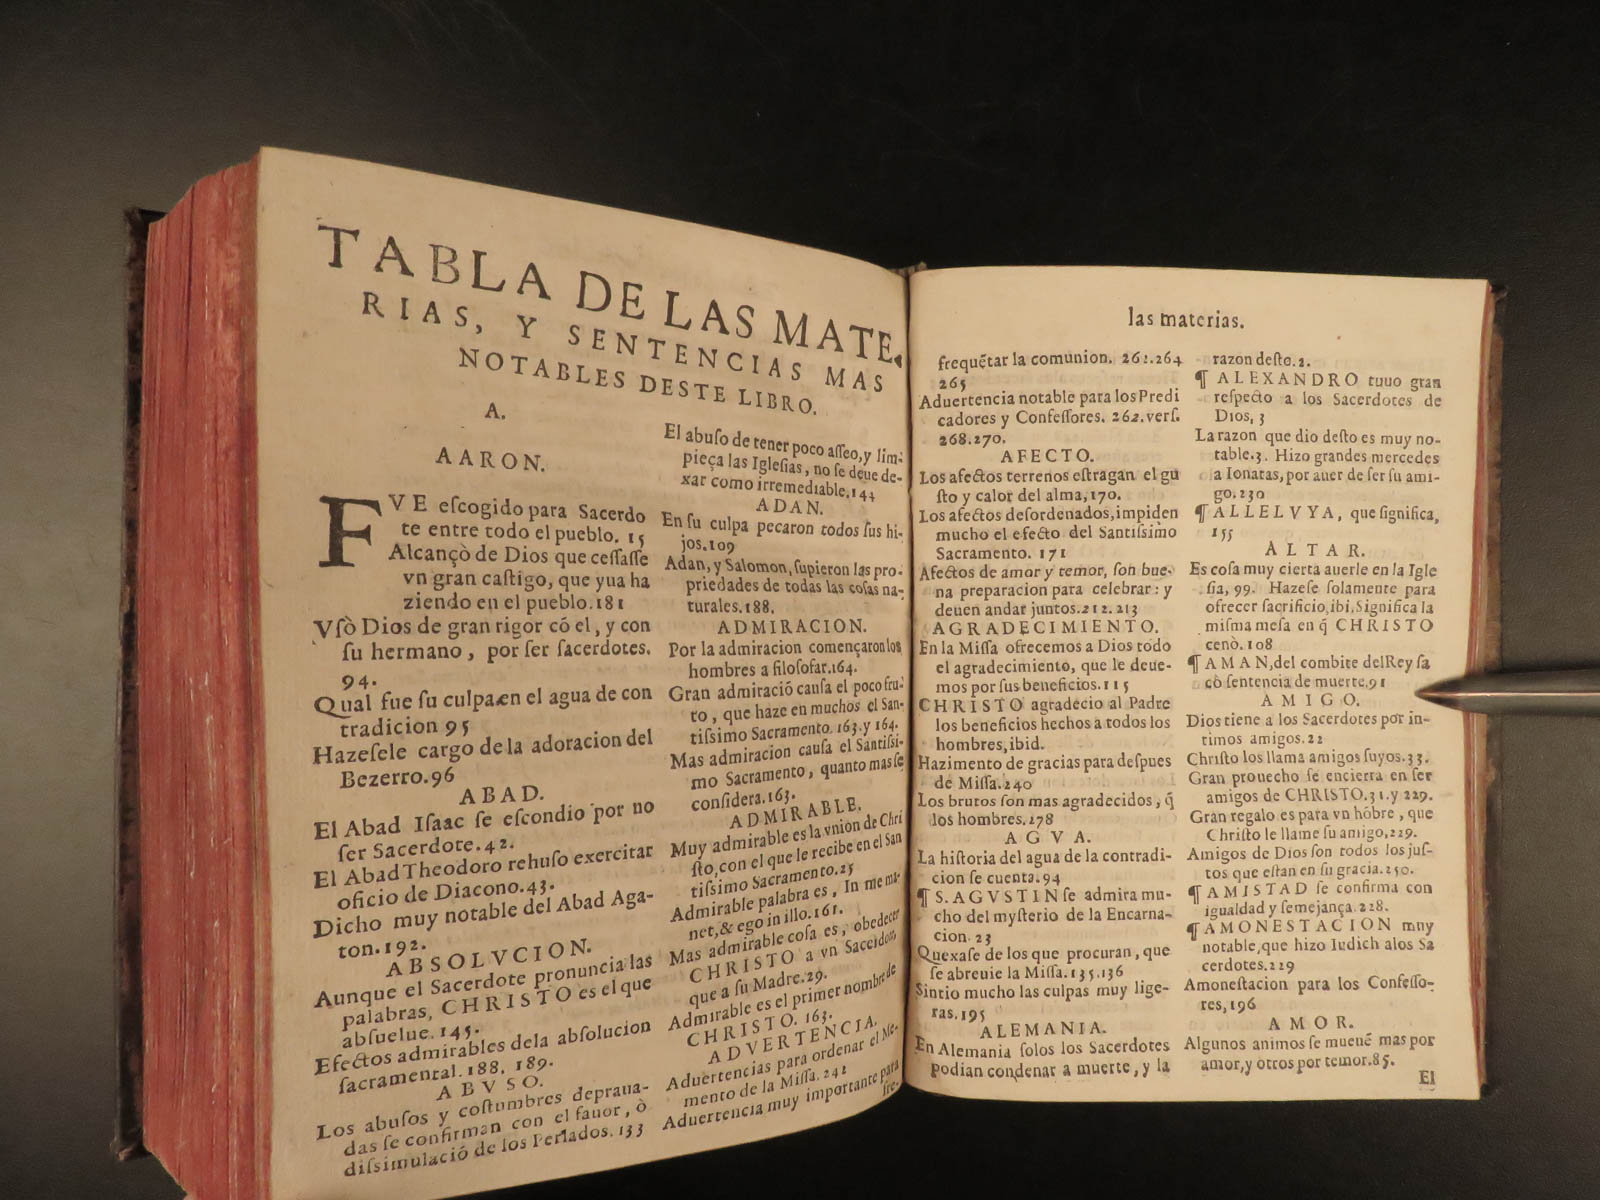 TABLA DE LAS MATE
RIAS, Y SENTENCIAS MAS
NOTABLES DESTE LIBRO.
A.
AARON.
FVE eſcogido para Sacerdo
te entre todo el pueblo. 15
Alcançò de Dios que ceſſaſſe
vn gran caſtigo, que yua ha
ziendo en el pueblo.181
Vſò Dios de gran rigor có el, y con
ſu hermano, por ſer ſacerdotes.
94.
Qual fue ſu culpa en el agua de con
tradicion 95
Hazeſele cargo de la adoracion del
Bezerro.96
ABAD.
El Abad Iſaac ſe eſcondio por no
ſer Sacerdote.42.
El Abad Theodoro rehuſo exercitar
oficio de Diacono.43.
Dicho muy notable del Abad Aga-
ton.192.
ABSOLVCION.
Aunque el Sacerdote pronuncia las
palabras, CHRISTO es el que
abſuelue.145.
Efectos admirables dela abſolucion
ſacramental.188. 189.
ABVSO.
Los abuſos y coſtumbres depraua-
das ſe confirman con el fauor, ò
diſsimulació de los Perlados.133
El abuſo de tener poco aſſeo, y lim-
pieça las Igleſias, no ſe deue de-
xar como irremediable.144
ADAN.
En ſu culpa pecaron todos ſus hi-
jos.109
Adan, y Salomon, ſupieron las pro-
priedades de todas las coſas na-
turales.188.
ADMIRACION.
Por la admiracion començaron los
hombres a filoſofar.164.
Gran admiració cauſa el poco fru-
to, que haze en muchos el San-
tiſsimo Sacramento. 163.y 164.
Mas admiracion cauſa el Santiſsi-
mo Sacramento, quanto mas ſe
conſidera.163.
ADMIRABLE.
Muy admirable es la vnion de Chri
ſto, con el que le recibe en el San
tiſsimo Sacramento.25
Admirable palabra es, In me ma-
net, & ego in illo.161.
Mas admirable coſa es, obedecer
CHRISTO a vn Sacerdote,
que a ſu Madre.29.
Admirable es el primer nombre de
CHRISTO. 163.
ADVERTENCIA.
Aduertencias para ordenar el Me-
mento de la Miſſa.242
Aduertencia muy importante para
fre-
las materias.
frequétar la comunion. 262.264
265
Aduertencia notable para los Predi
cadores y Confeſſores. 262.verſ.
268.270.
AFECTO.
Los afectos terrenos eſtragan el gu
ſto y calor del alma, 170.
Los afectos deſordenados, impiden
mucho el efecto del Santiſsimo
Sacramento. 171
Afectos de amor y temor, ſon bue-
na preparacion para celebrar: y
deuen andar juntos.212. 213
AGRADECIMIENTO.
En la Miſſa ofrecemos a Dios todo
el agradecimiento, que le deue-
mos por ſus beneficios.115
CHRISTO agradecio al Padre
los beneficios hechos a todos los
hombres, ibid.
Hazimento de gracias para deſpues
de Miſſa.240
Los brutos ſon mas agradecidos, q̃
los hombres.278
AGVA.
La hiſtoria del agua de la contradi-
cion ſe cuenta.94
¶ S. AGVSTIN ſe admira mu-
cho del myſterio de la Encarna-
cion. 23
Quexaſe de los que procuran, que
ſe abreuie la Miſſa.135.136
Sintio mucho las culpas muy lige-
ras.195
ALEMANIA.
En Alemania ſolos los Sacerdotes
podian condenar a muerte, y la
razon deſto.2.
¶ ALEXANDRO tuuo gran
reſpecto a los Sacerdotes de
Dios, 3
La razon que dio deſto es muy no-
table.3. Hizo grandes mercedes
a Ionatas, por auer de ſer ſu ami-
go.230
¶ ALLELVYA, que ſignifica,
155
ALTAR.
Es coſa muy cierta auerle en la Igle
ſia, 99. Hazeſe ſolamente para
ofrecer ſacrificio, ibi, Significa la
miſma meſa en q̃ CHRISTO
cenò.108
¶ AMAN, del combite del Rey ſa
cò ſentencia de muerte.91
AMIGO.
Dios tiene a los Sacerdotes por in-
timos amigos.22
Chriſto los llama amigos ſuyos.33.
Gran prouecho ſe encierra en ſer
amigos de CHRISTO.31.y 229.
Gran regalo es para vn hóbre, que
Chriſto le llame ſu amigo, 229.
Amigos de Dios ſon todos los juſ-
tos que eſtan en ſu gracia.250.
¶ AMISTAD ſe confirma con
igualdad y ſemejança.228.
¶ AMONESTACION muy
notable, que hizo Iudich alos Sa
cerdotes.229
Amoneſtacion para los Confeſſo-
res, 196
AMOR.
Algunos animos ſe mueué mas por
amor, y otros por temor.85.
El